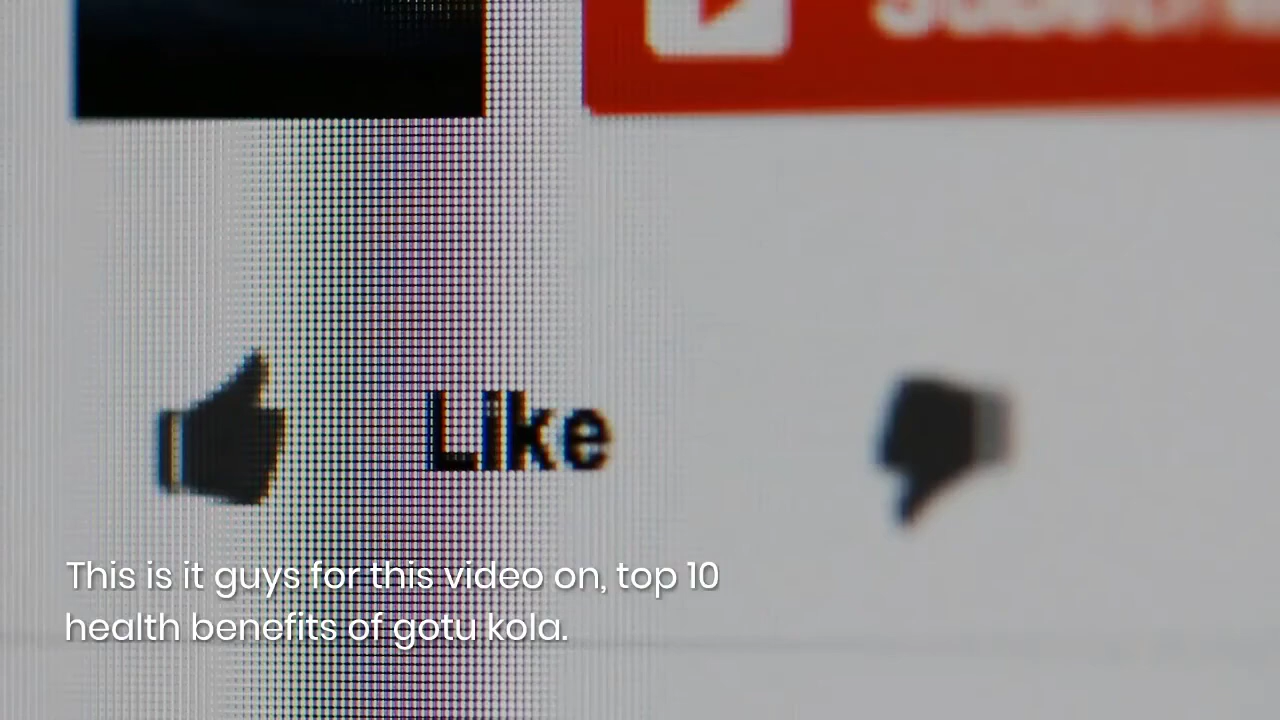 Like
This is it guys for this video on, top 10
health benefits of gotu kola.